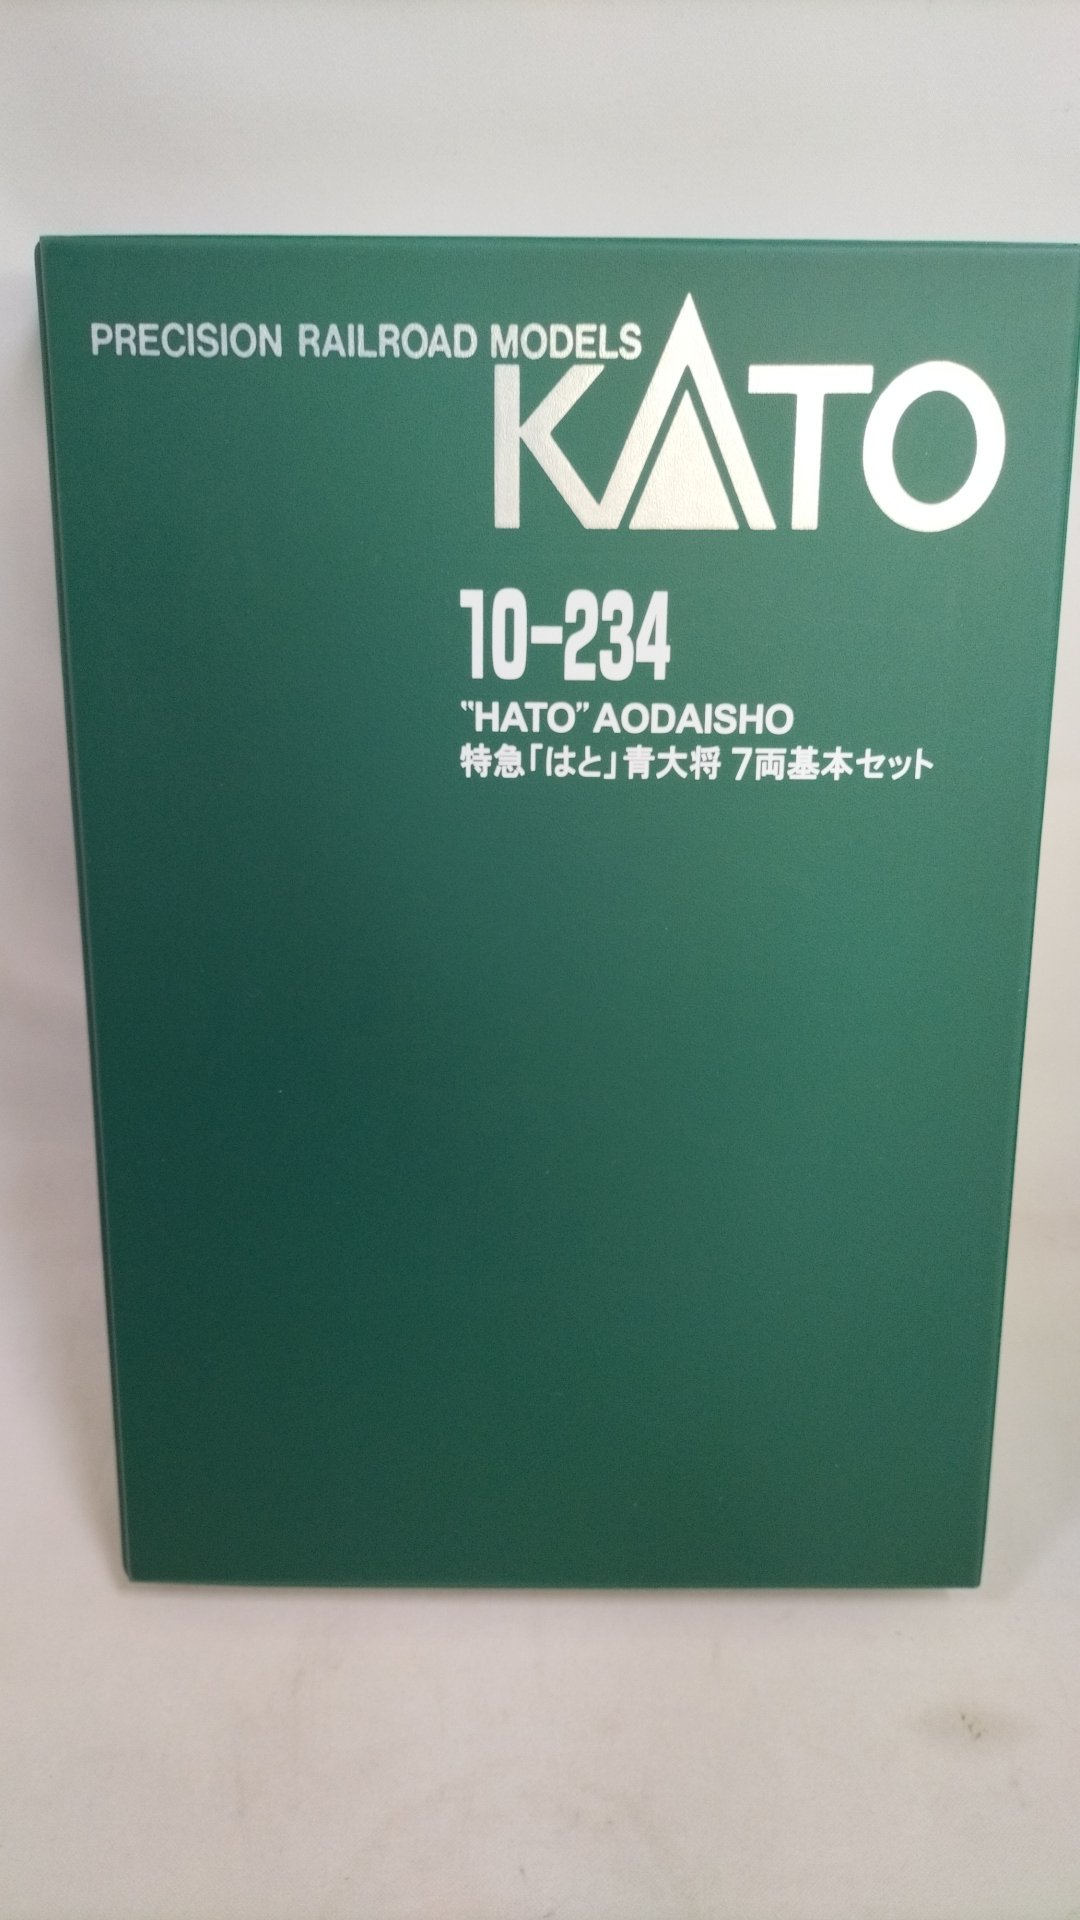 PRECISION RAILROAD MODELS
KATO
10-234
"HATO" AODAISHO
特急「はと」青大将 7両基本セット